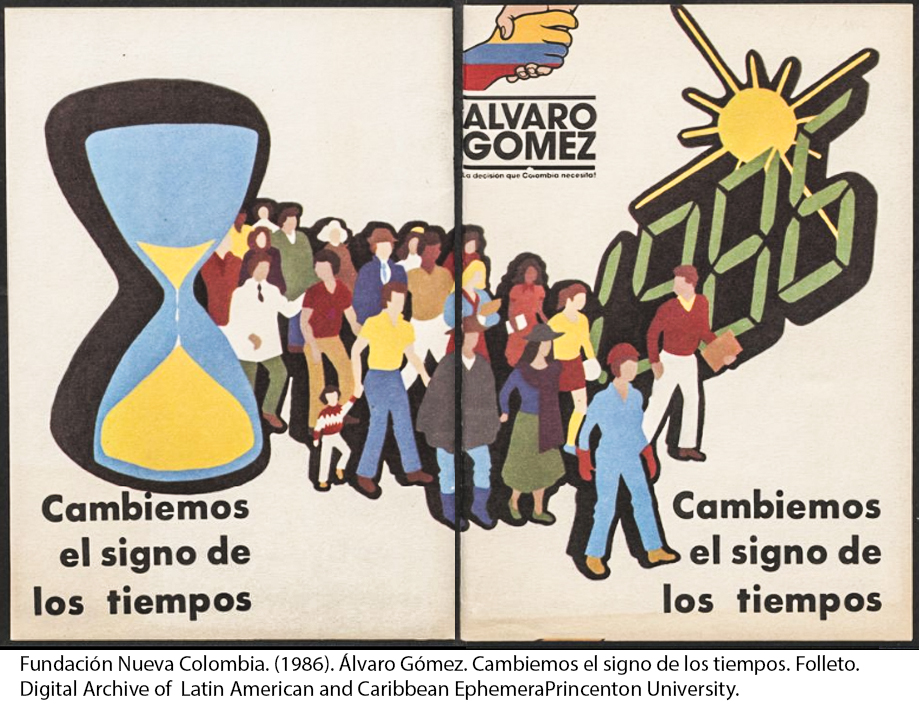 ALVARO
GOMEZ
La decisión que Colombia necesita!
1986
Cambiemos
el signo de
los tiempos
Cambiemos
el signo de
los tiempos
Fundación Nueva Colombia. (1986). Álvaro Gómez. Cambiemos el signo de los tiempos. Folleto.
Digital Archive of Latin American and Caribbean EphemeraPrincenton University.